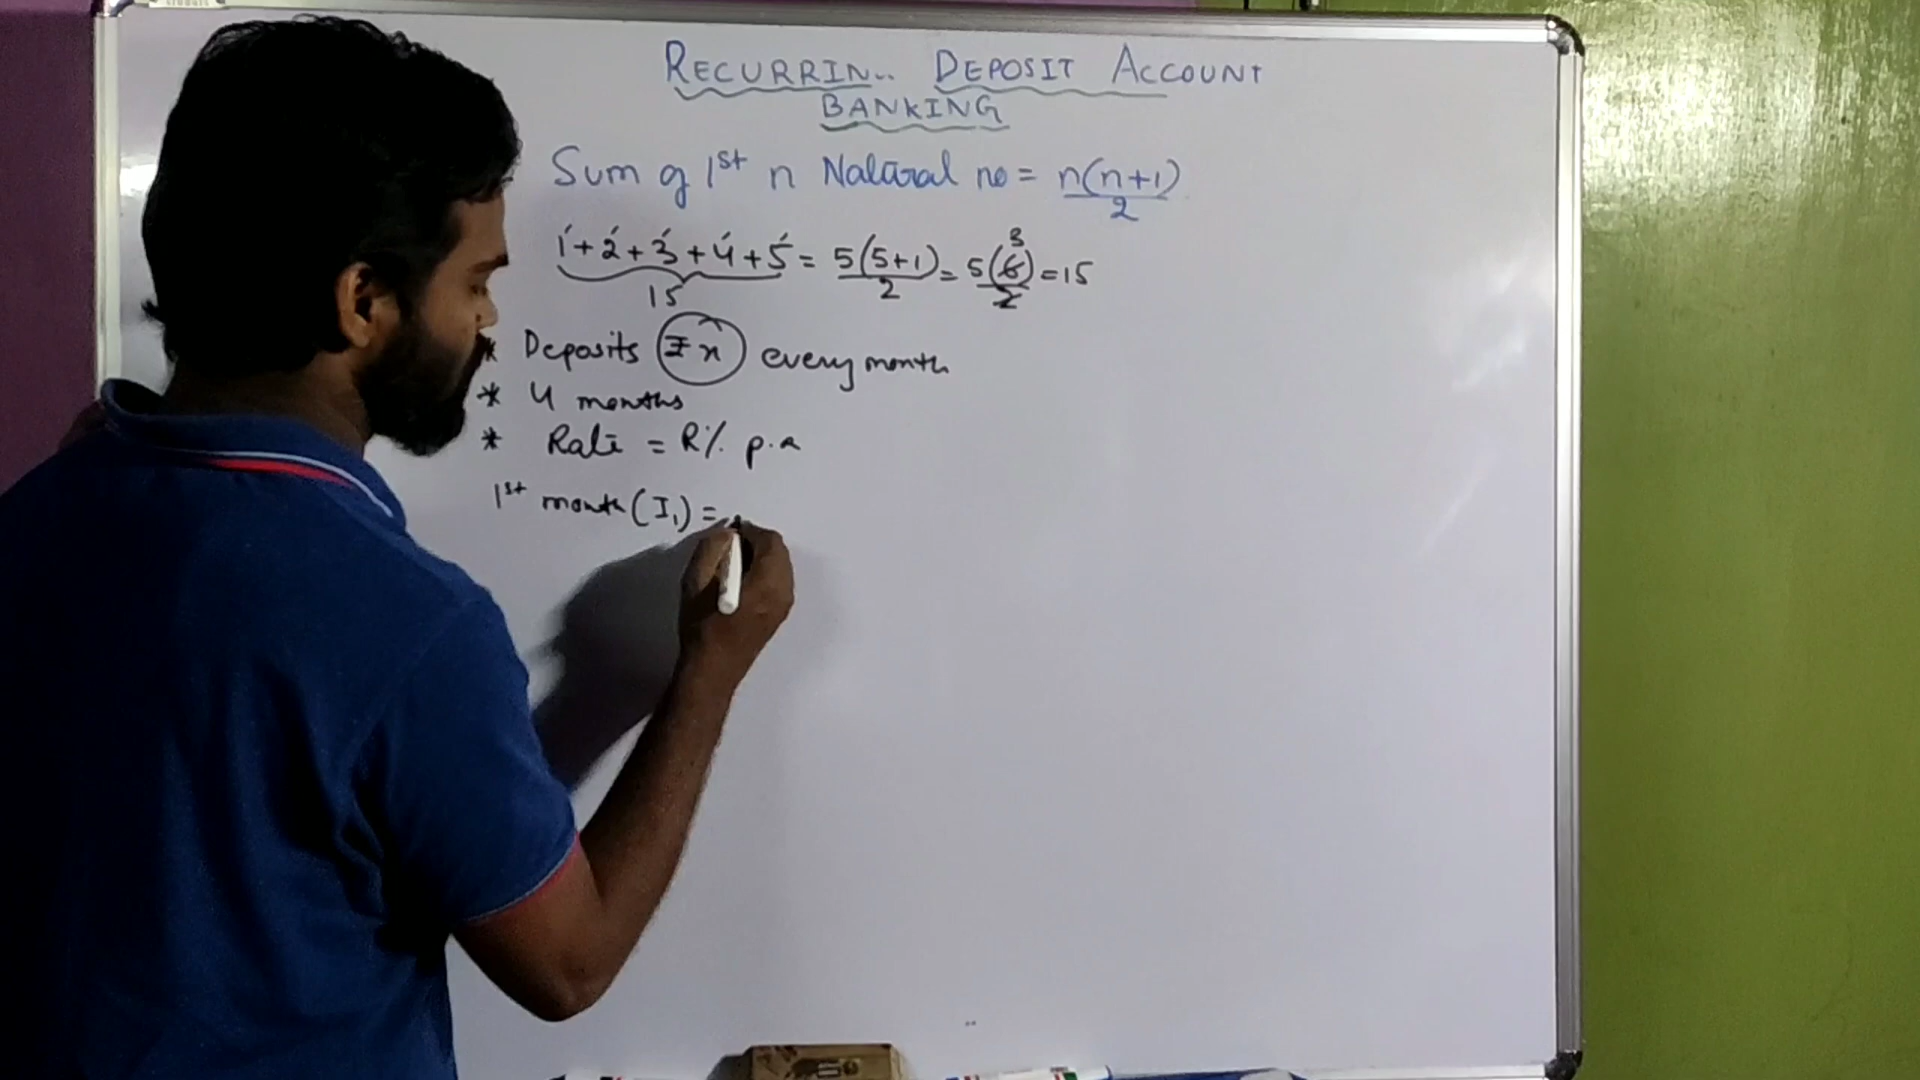 RECURRIN.. DEPOSIT ACCOUNT
BANKING
Sum of 1st n Natural no = n(n+1)/2
1+2+3+4+5 = 5(5+1)/2 = 5(6)/2 = 15
3
15
* Deposits ₹x every month
* 4 months
* Rate = R% p.a
1st month (I₁) =